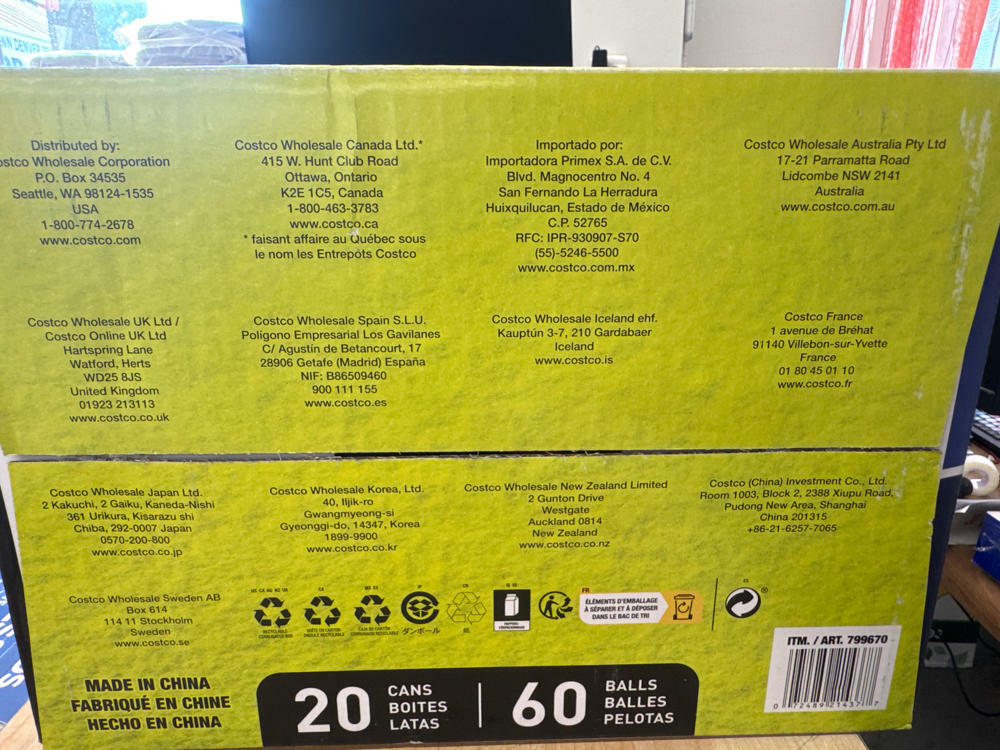 Distributed by:
Costco Wholesale Corporation
P.O. Box 34535
Seattle, WA 98124-1535
USA
1-800-774-2678
www.costco.com
Costco Wholesale Canada Ltd.*
415 W. Hunt Club Road
Ottawa, Ontario
K2E 1C5, Canada
1-800-463-3783
www.costco.ca
* faisant affaire au Québec sous
le nom les Entrepôts Costco
Importado por:
Importadora Primex S.A. de C.V.
Blvd. Magnocentro No. 4
San Fernando La Herradura
Huixquilucan, Estado de México
C.P. 52765
RFC: IPR-930907-S70
(55)-5246-5500
www.costco.com.mx
Costco Wholesale Australia Pty Ltd
17-21 Parramatta Road
Lidcombe NSW 2141
Australia
www.costco.com.au
Costco Wholesale UK Ltd /
Costco Online UK Ltd
Hartspring Lane
Watford, Herts
WD25 8JS
United Kingdom
01923 213113
www.costco.co.uk
Costco Wholesale Spain S.L.U.
Poligono Empresarial Los Gavilanes
C/ Agustin de Betancourt, 17
28906 Getafe (Madrid) España
NIF: B86509460
900 111 155
www.costco.es
Costco Wholesale Iceland ehf.
Kauptún 3-7, 210 Gardabaer
Iceland
www.costco.is
Costco France
1 avenue de Bréhat
91140 Villebon-sur-Yvette
France
01 80 45 01 10
www.costco.fr
Costco Wholesale Japan Ltd.
2 Kakuchi, 2 Gaiku, Kaneda-Nishi
361 Urikura, Kisarazu shi
Chiba, 292-0007 Japan
0570-200-800
www.costco.co.jp
Costco Wholesale Korea, Ltd.
40, Iljik-ro
Gwangmyeong-si
Gyeonggi-do, 14347, Korea
1899-9900
www.costco.co.kr
Costco Wholesale New Zealand Limited
2 Gunton Drive
Westgate
Auckland 0814
New Zealand
www.costco.co.nz
Costco (China) Investment Co., Ltd.
Room 1003, Block 2, 2388 Xiupu Road,
Pudong New Area, Shanghai
China 201315
+86-21-6257-7065
Costco Wholesale Sweden AB
Box 614
114 11 Stockholm
Sweden
www.costco.se
CA
JP
ダンボール
CN
纸
FR
ÉLÉMENTS D'EMBALLAGE
À SÉPARER ET À DÉPOSER
DANS LE BAC DE TRI
ES
®
ITM. / ART. 799670
0 72489 21437 7
MADE IN CHINA
FABRIQUÉ EN CHINE
HECHO EN CHINA
20 CANS
BOITES
LATAS
60 BALLS
BALLES
PELOTAS